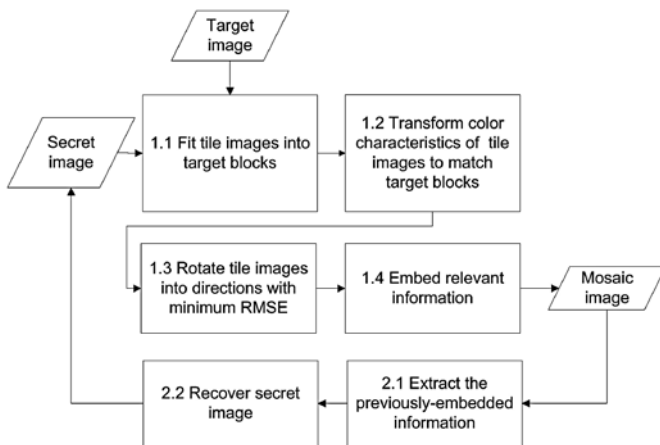 Target
image
Secret
image
1.1 Fit tile images into
target blocks
1.2 Transform color
characteristics of tile
images to match
target blocks
1.3 Rotate tile images
into directions with
minimum RMSE
1.4 Embed relevant
information
Mosaic
image
2.2 Recover secret
image
2.1 Extract the
previously-embedded
information